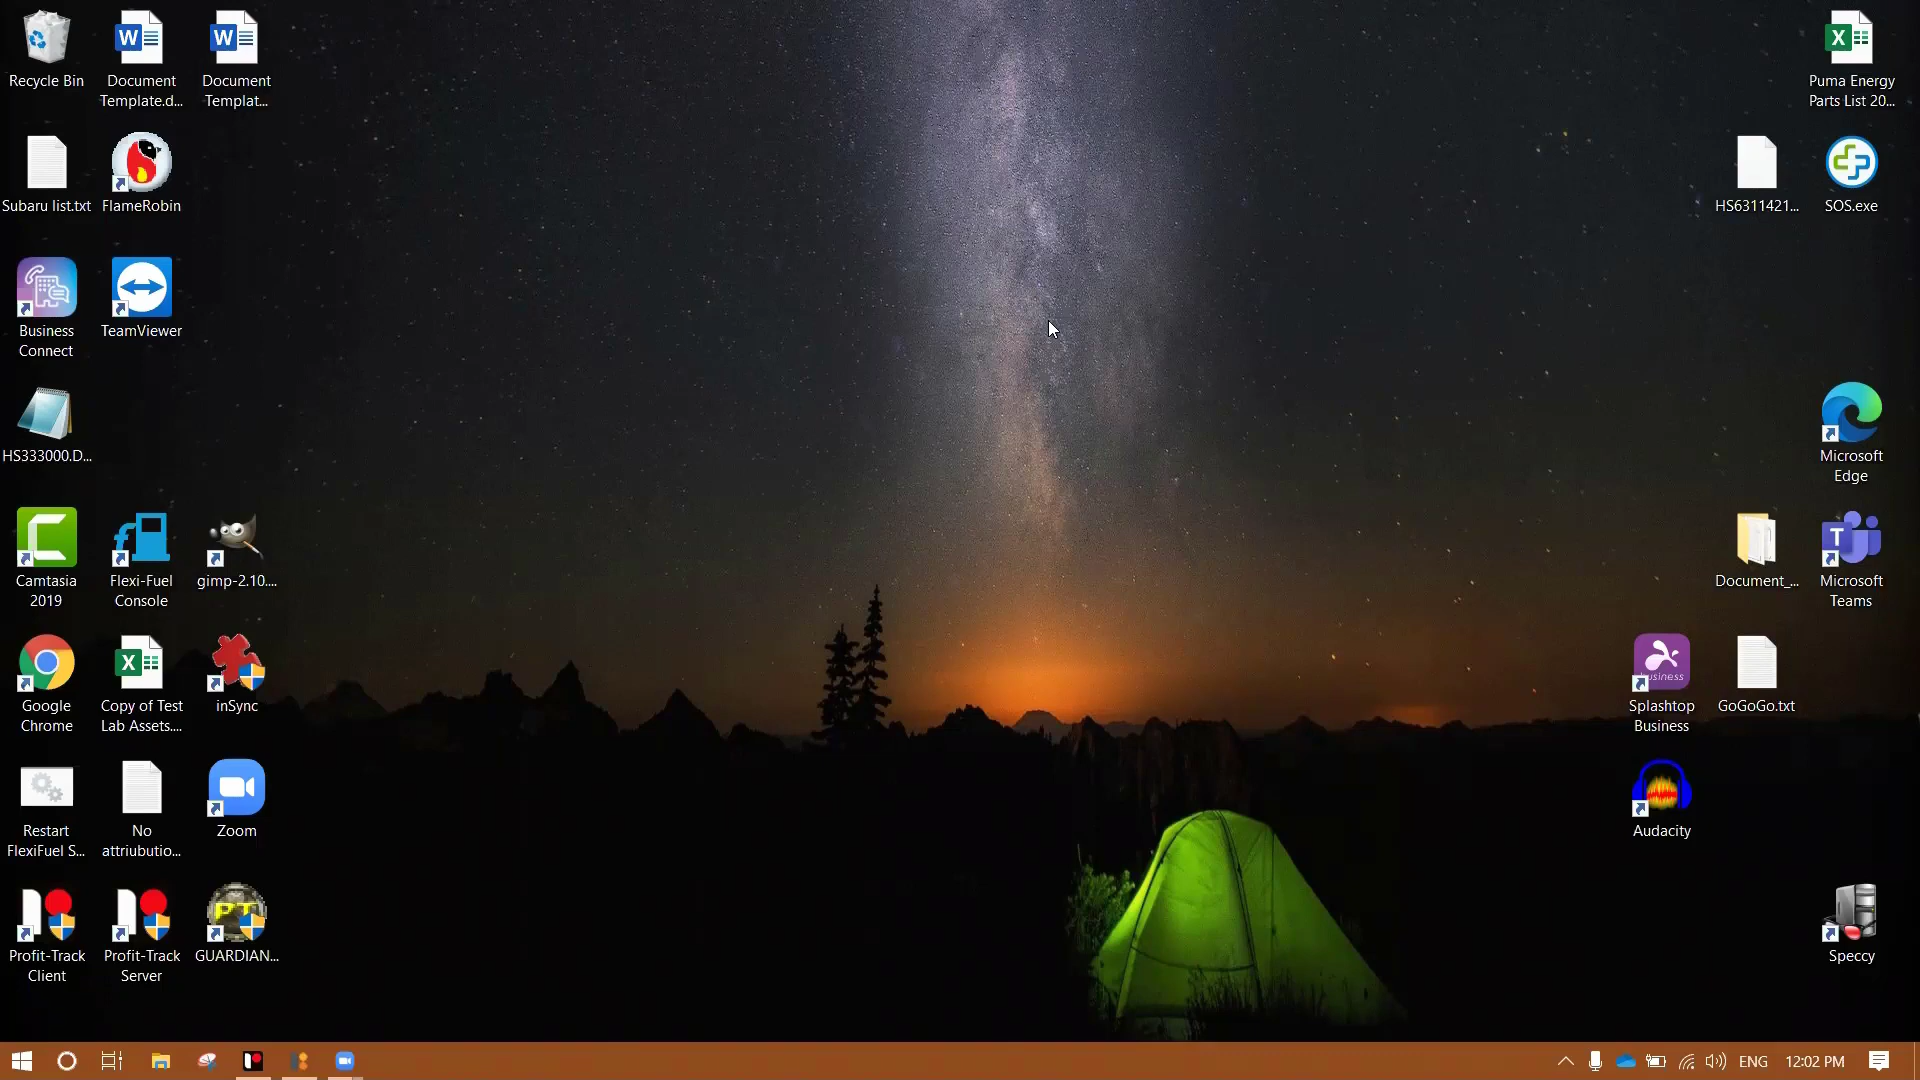 Recycle Bin
Document
Template.d...
Document
Templat...
Puma Energy
Parts List 20...
Subaru list.txt
FlameRobin
HS6311421...
SOS.exe
Business
Connect
TeamViewer
HS333000.D...
Microsoft
Edge
Camtasia
2019
Flexi-Fuel
Console
gimp-2.10....
Document_...
T
Microsoft
Teams
Google
Chrome
Copy of Test
Lab Assets....
inSync
business
Splashtop
Business
GoGoGo.txt
Restart
FlexiFuel S...
No
attriubutio...
Zoom
Audacity
Profit-Track
Client
Profit-Track
Server
PT
GUARDIAN...
Speccy
ENG
12:02 PM